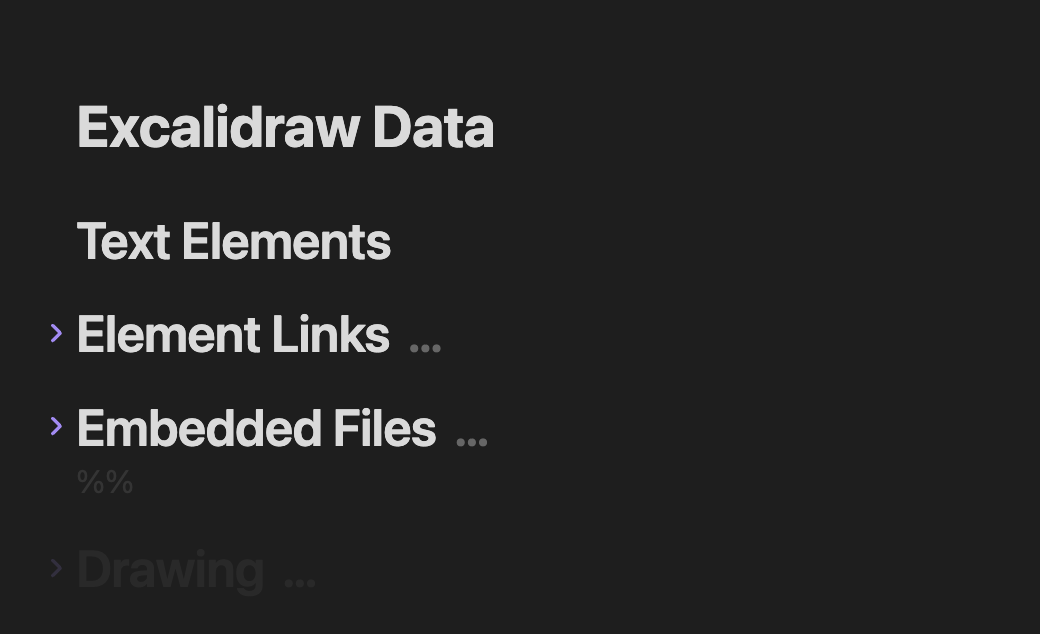 Excalidraw Data
Text Elements
Element Links ...
Embedded Files ...
%%
Drawing ...